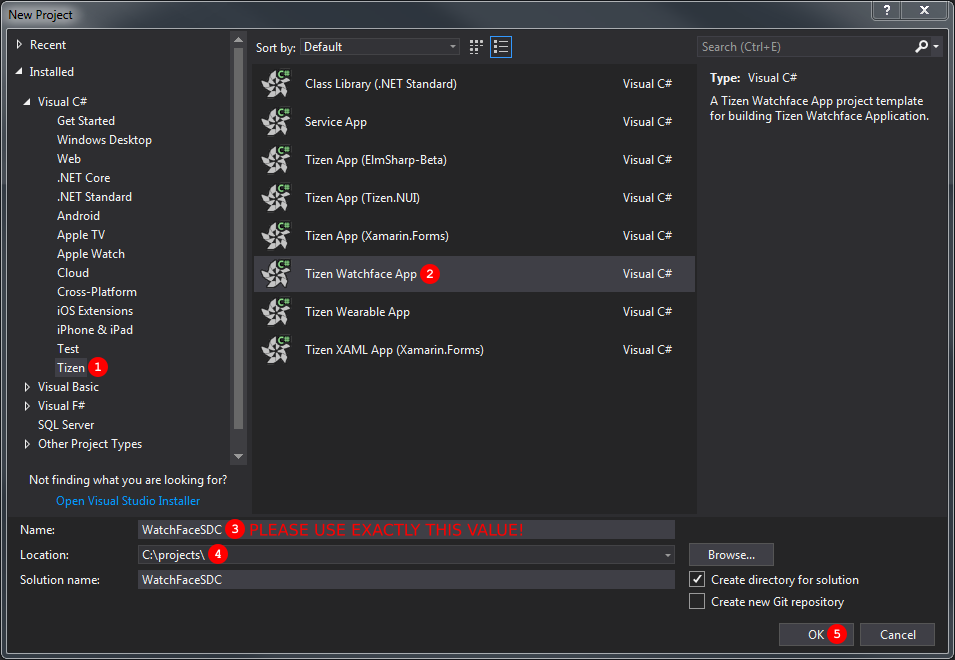 New Project
?
Recent
Installed
Visual C#
Get Started
Windows Desktop
Web
.NET Core
.NET Standard
Android
Apple TV
Apple Watch
Cloud
Cross-Platform
iOS Extensions
iPhone & iPad
Test
Tizen 1
Visual Basic
Visual F#
SQL Server
Other Project Types
Not finding what you are looking for?
Open Visual Studio Installer
Sort by: Default
C# Class Library (.NET Standard) Visual C#
C# Service App Visual C#
C# Tizen App (ElmSharp-Beta) Visual C#
C# Tizen App (Tizen.NUI) Visual C#
C# Tizen App (Xamarin.Forms) Visual C#
C# Tizen Watchface App 2 Visual C#
C# Tizen Wearable App Visual C#
C# Tizen XAML App (Xamarin.Forms) Visual C#
Search (Ctrl+E)
Type: Visual C#
A Tizen Watchface App project template
for building Tizen Watchface Application.
Name: WatchFaceSDC 3 PLEASE USE EXACTLY THIS VALUE!
Location: C:\projects\ 4
Browse...
Solution name: WatchFaceSDC
Create directory for solution
Create new Git repository
OK 5 Cancel